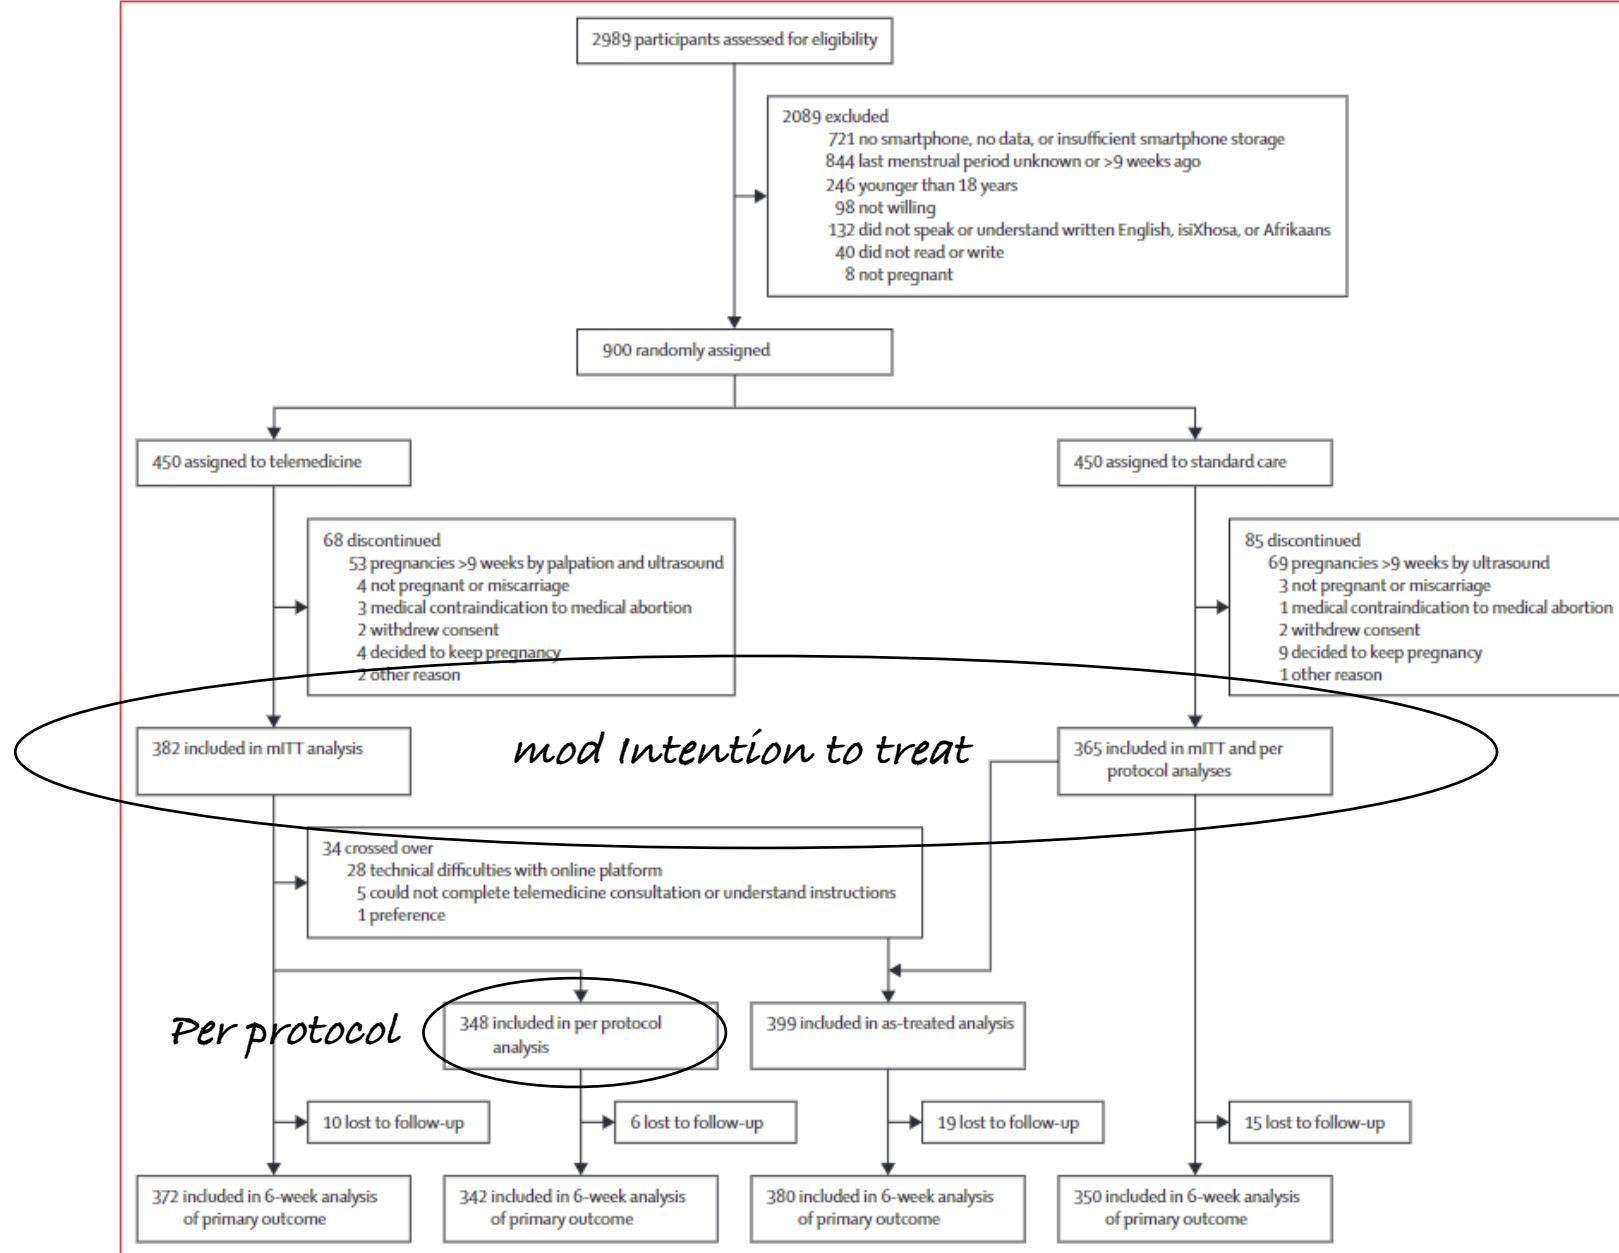 2989 participants assessed for eligibility
2089 excluded
721 no smartphone, no data, or insufficient smartphone storage
844 last menstrual period unknown or >9 weeks ago
246 younger than 18 years
98 not willing
132 did not speak or understand written English, isiXhosa, or Afrikaans
40 did not read or write
8 not pregnant
900 randomly assigned
450 assigned to telemedicine
450 assigned to standard care
68 discontinued
53 pregnancies >9 weeks by palpation and ultrasound
4 not pregnant or miscarriage
3 medical contraindication to medical abortion
2 withdrew consent
4 decided to keep pregnancy
2 other reason
85 discontinued
69 pregnancies >9 weeks by ultrasound
3 not pregnant or miscarriage
1 medical contraindication to medical abortion
2 withdrew consent
9 decided to keep pregnancy
1 other reason
382 included in mITT analysis
mod Intention to treat
365 included in mITT and per
protocol analyses
34 crossed over
28 technical difficulties with online platform
5 could not complete telemedicine consultation or understand instructions
1 preference
Per protocol
348 included in per protocol
analysis
399 included in as-treated analysis
10 lost to follow-up
6 lost to follow-up
19 lost to follow-up
15 lost to follow-up
372 included in 6-week analysis
of primary outcome
342 included in 6-week analysis
of primary outcome
380 included in 6-week analysis
of primary outcome
350 included in 6-week analysis
of primary outcome